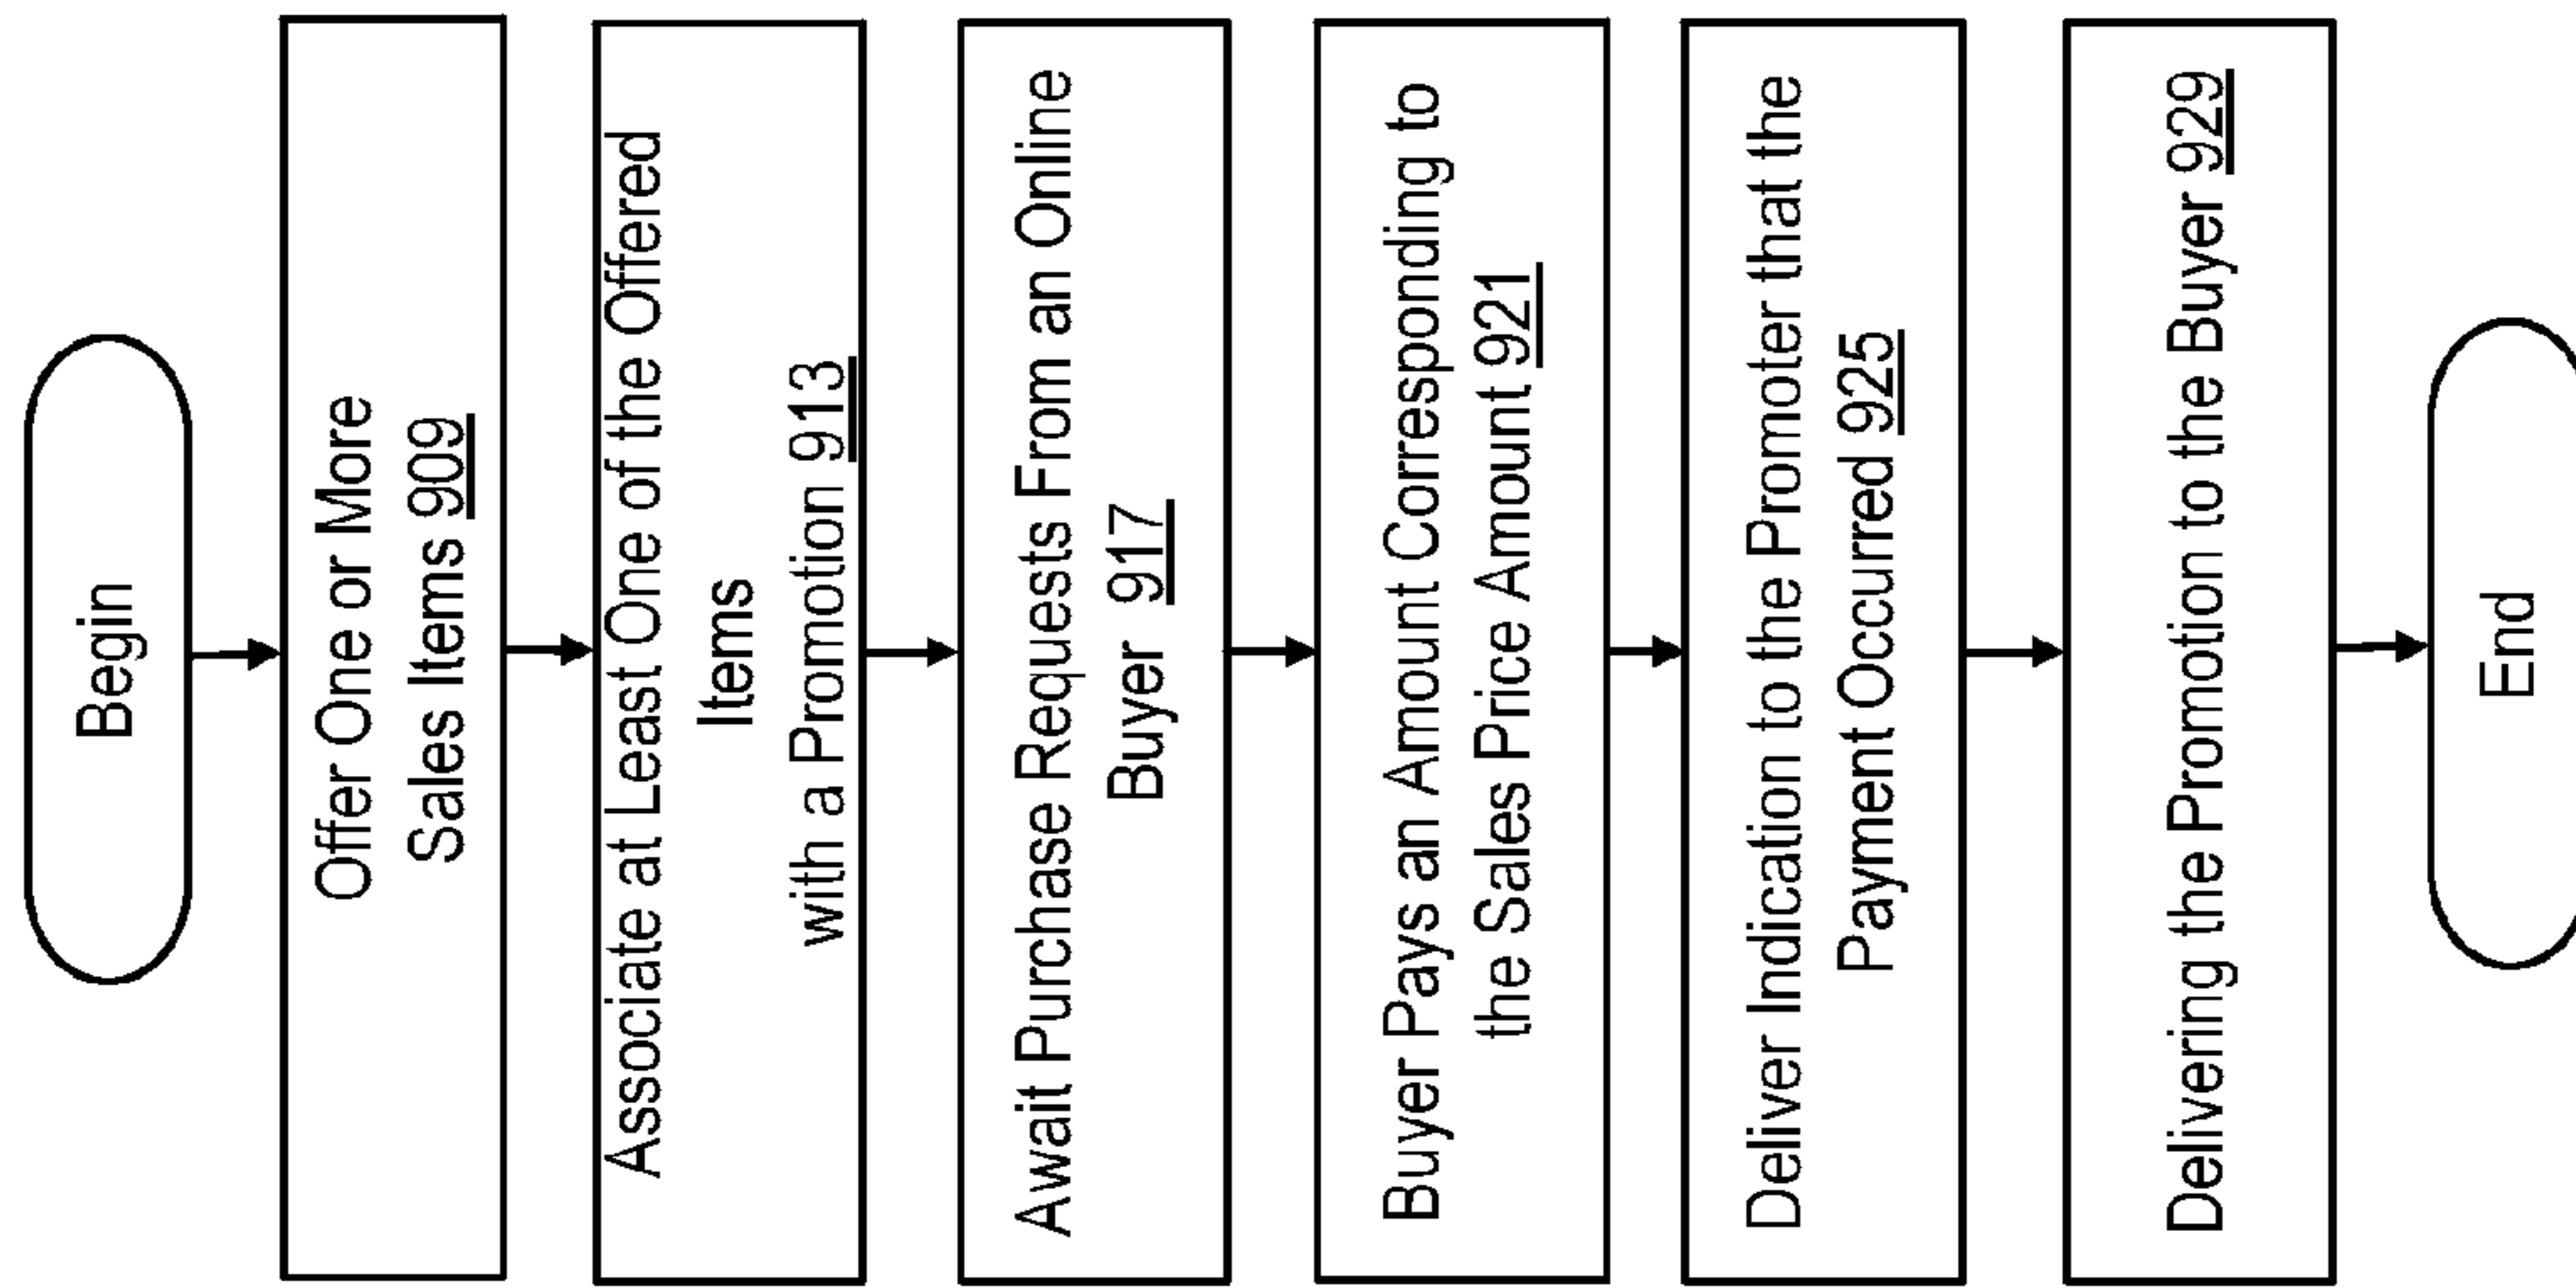 Begin
Offer One or More
Sales Items 909
Associate at Least One of the Offered
Items
with a Promotion 913
Await Purchase Requests From an Online
Buyer 917
Buyer Pays an Amount Corresponding to
the Sales Price Amount 921
Deliver Indication to the Promoter that the
Payment Occurred 925
Delivering the Promotion to the Buyer 929
End